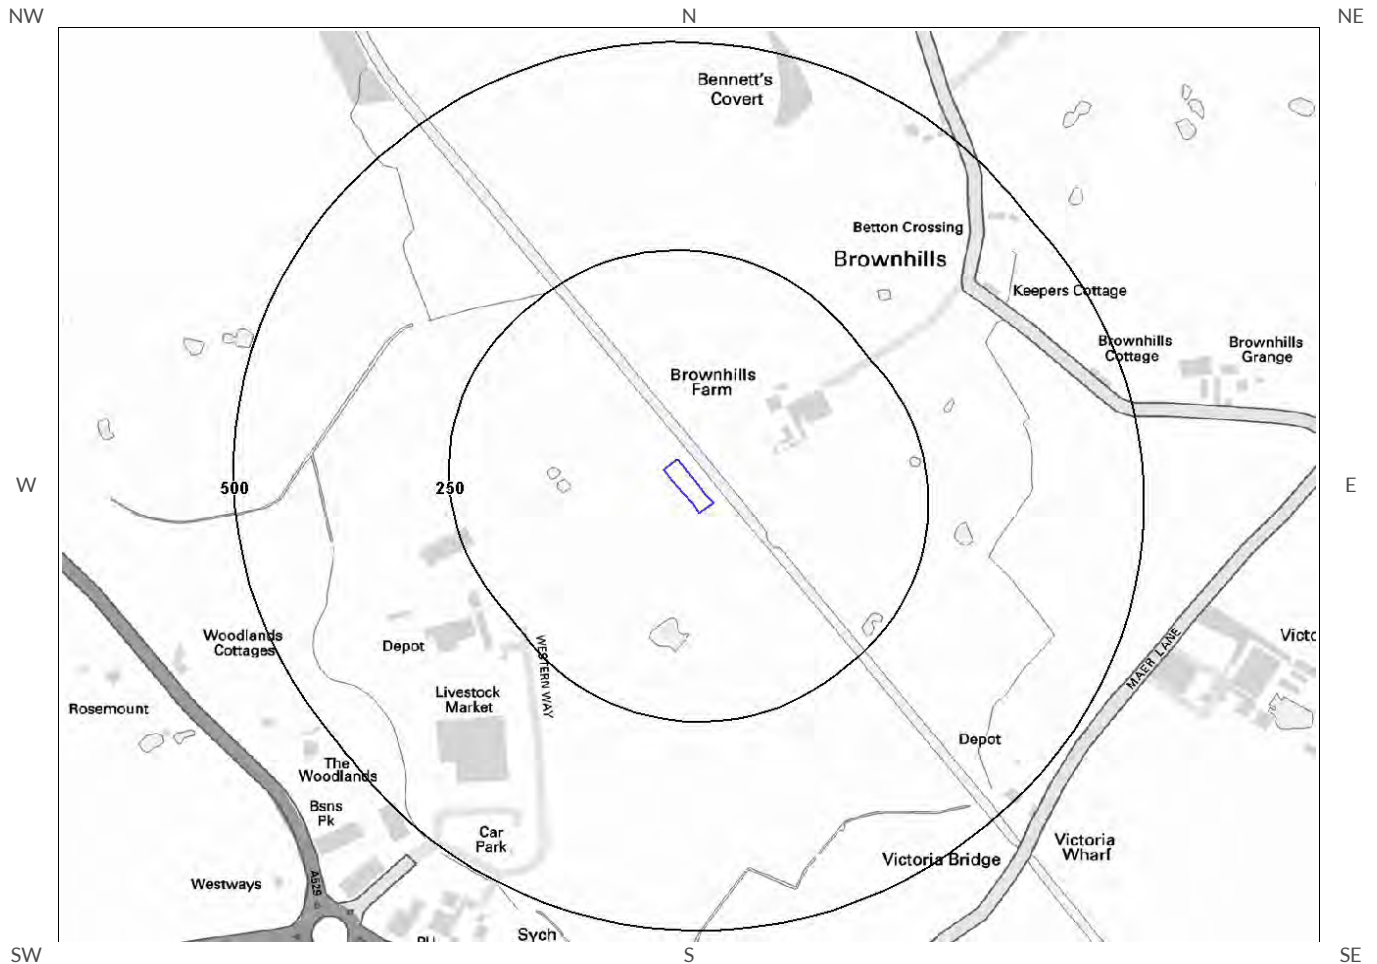 NW
N
NE
Bennett's
Covert
Betton Crossing
Brownhills
Keepers Cottage
Brownhills
Cottage
Brownhills
Grange
Brownhills
Farm
W
500
250
E
Woodlands
Cottages
Depot
WESTERN WAY
MAER LANE
Victo
Rosemount
Livestock
Market
Depot
The
Woodlands
Bsns
Pk
Car
Park
Victoria Bridge
Victoria
Wharf
Westways
A529
Sych
PH
SW
S
SE